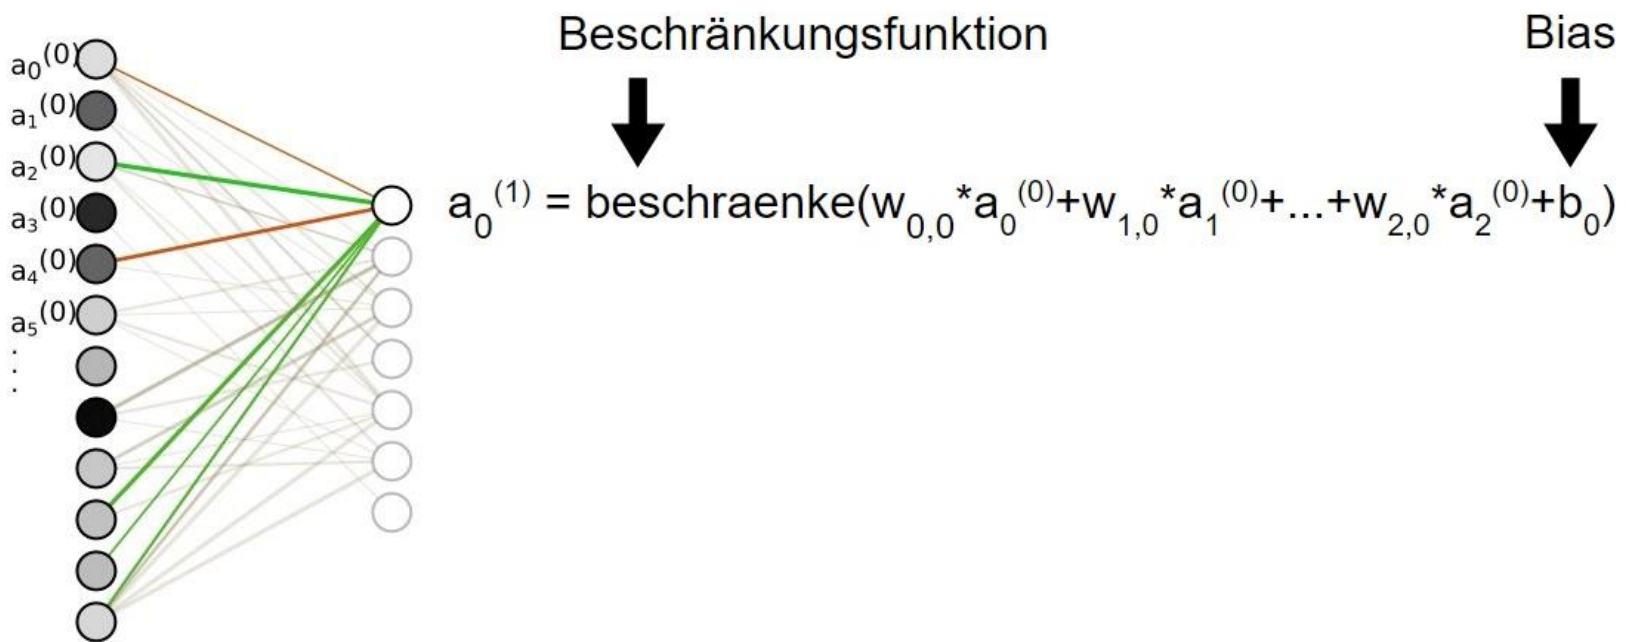 Beschränkungsfunktion
Bias
a₀⁽⁰⁾
a₁⁽⁰⁾
a₂⁽⁰⁾
a₃⁽⁰⁾
a₄⁽⁰⁾
a₅⁽⁰⁾
.
.
.
a₀⁽¹⁾ = beschraenke(w₀,₀*a₀⁽⁰⁾+w₁,₀*a₁⁽⁰⁾+...+w₂,₀*a₂⁽⁰⁾+b₀)